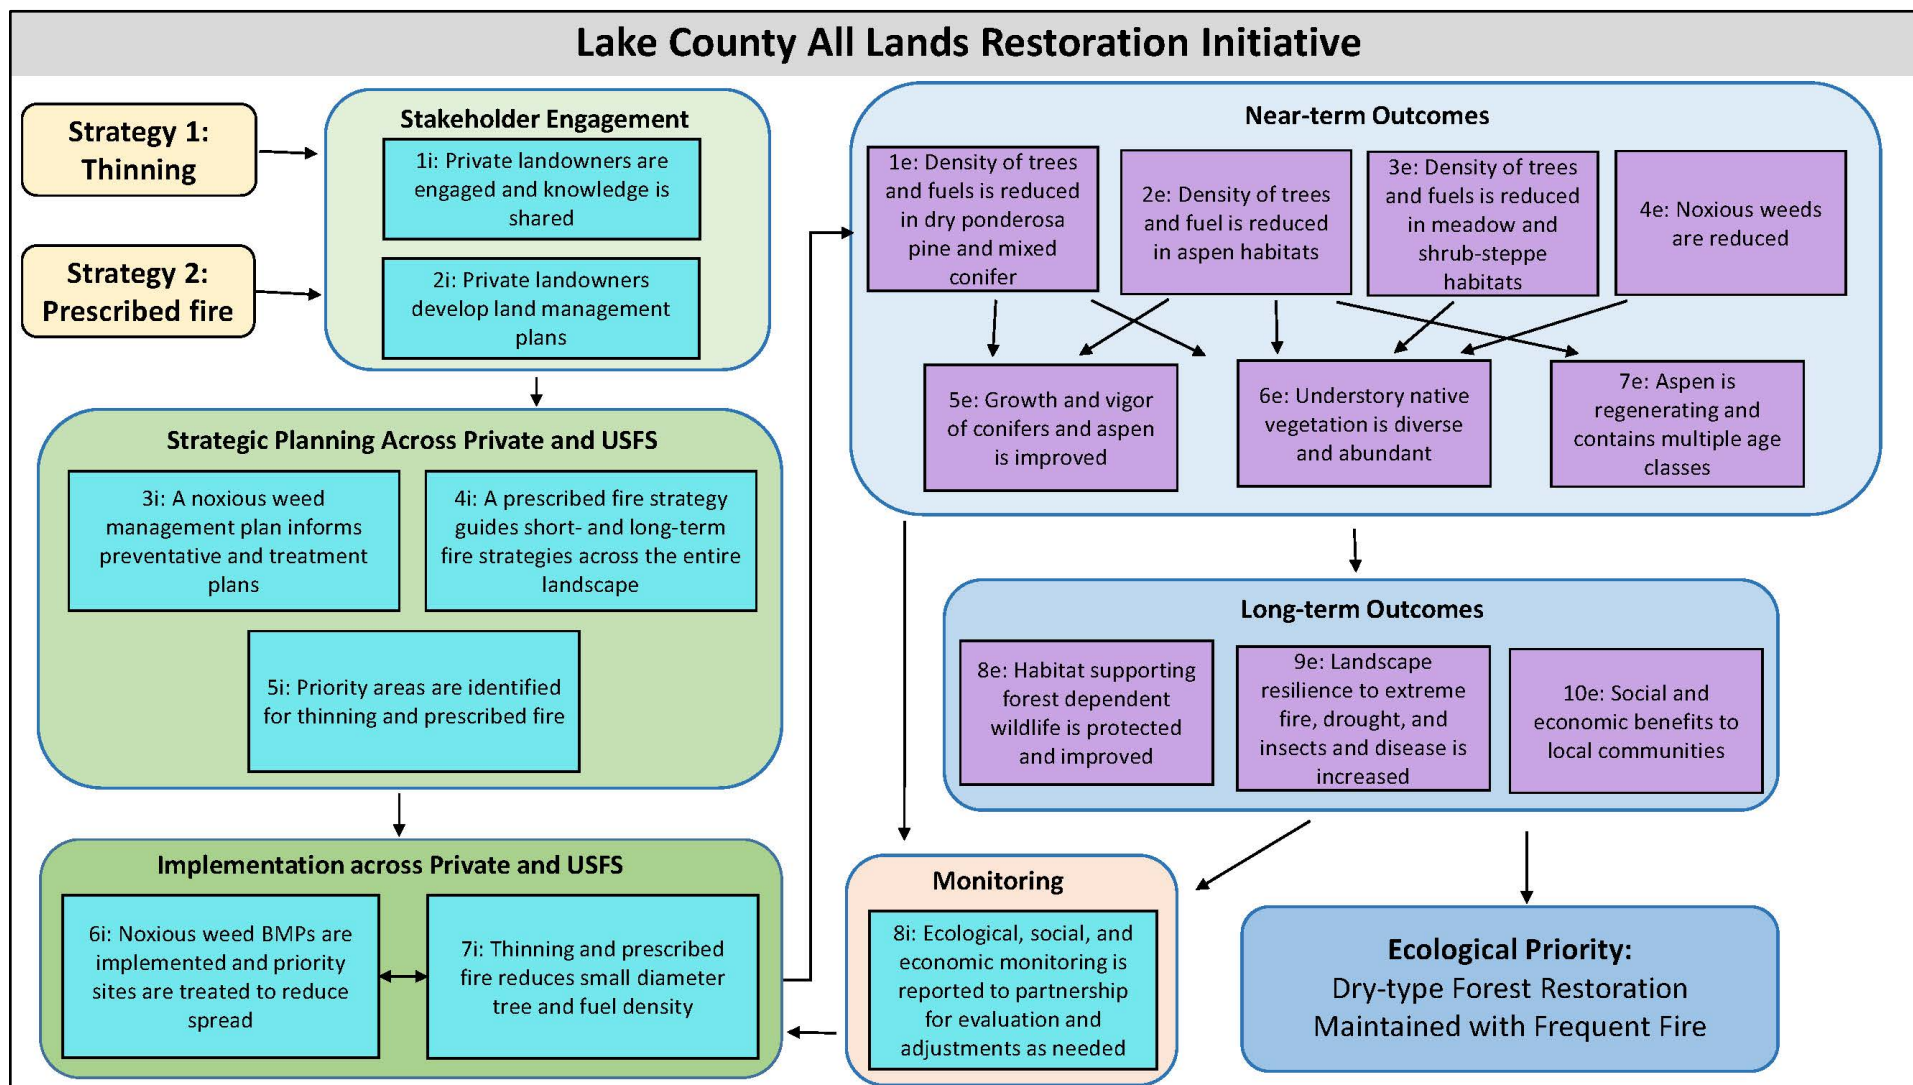 Lake County All Lands Restoration Initiative
Strategy 1:
Thinning
Strategy 2:
Prescribed fire
Stakeholder Engagement
1i: Private landowners are
engaged and knowledge is
shared
2i: Private landowners
develop land management
plans
Strategic Planning Across Private and USFS
3i: A noxious weed
management plan informs
preventative and treatment
plans
4i: A prescribed fire strategy
guides short- and long-term
fire strategies across the entire
landscape
5i: Priority areas are identified
for thinning and prescribed fire
Implementation across Private and USFS
6i: Noxious weed BMPs are
implemented and priority
sites are treated to reduce
spread
7i: Thinning and prescribed
fire reduces small diameter
tree and fuel density
Near-term Outcomes
1e: Density of trees
and fuels is reduced
in dry ponderosa
pine and mixed
conifer
2e: Density of trees
and fuel is reduced
in aspen habitats
3e: Density of trees
and fuels is reduced
in meadow and
shrub-steppe
habitats
4e: Noxious weeds
are reduced
5e: Growth and vigor
of conifers and aspen
is improved
6e: Understory native
vegetation is diverse
and abundant
7e: Aspen is
regenerating and
contains multiple age
classes
Long-term Outcomes
8e: Habitat supporting
forest dependent
wildlife is protected
and improved
9e: Landscape
resilience to extreme
fire, drought, and
insects and disease is
increased
10e: Social and
economic benefits to
local communities
Monitoring
8i: Ecological, social, and
economic monitoring is
reported to partnership
for evaluation and
adjustments as needed
Ecological Priority:
Dry-type Forest Restoration
Maintained with Frequent Fire